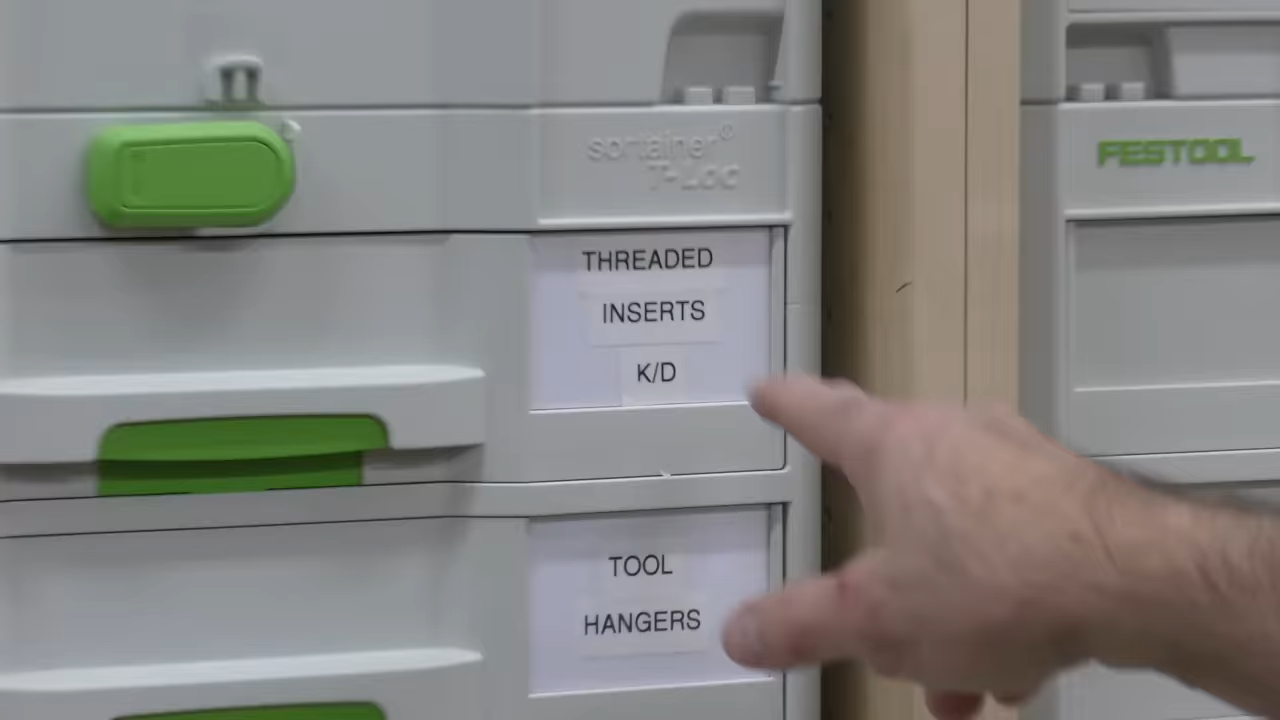 sortainer®
T-Loc
FESTOOL
THREADED
INSERTS
K/D
TOOL
HANGERS